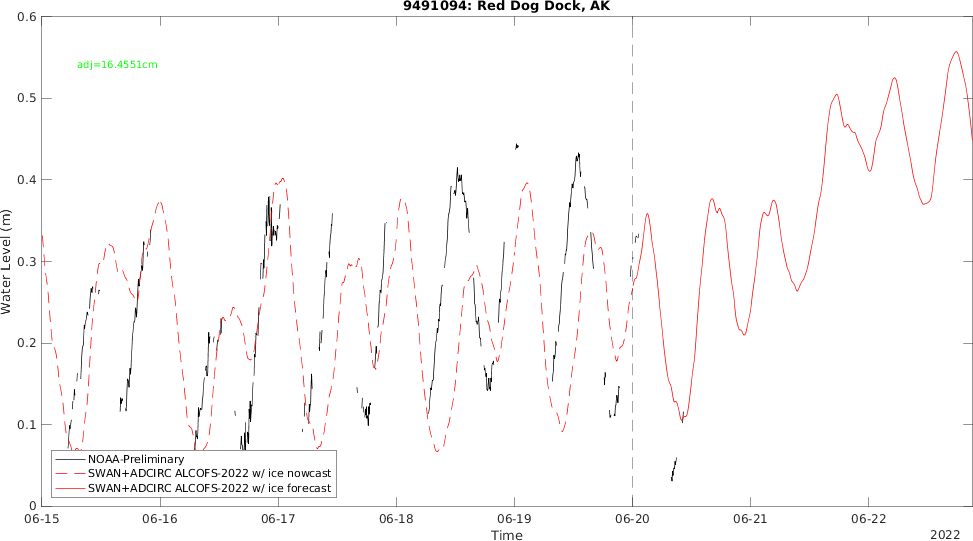 9491094: Red Dog Dock, AK
0.6
adj=16.4551cm
0.5
0.4
0.3
0.2
0.1
0
Water Level (m)
NOAA-Preliminary
SWAN+ADCIRC ALCOFS-2022 w/ ice nowcast
SWAN+ADCIRC ALCOFS-2022 w/ ice forecast
06-15 06-16 06-17 06-18 06-19 06-20 06-21 06-22
Time
2022